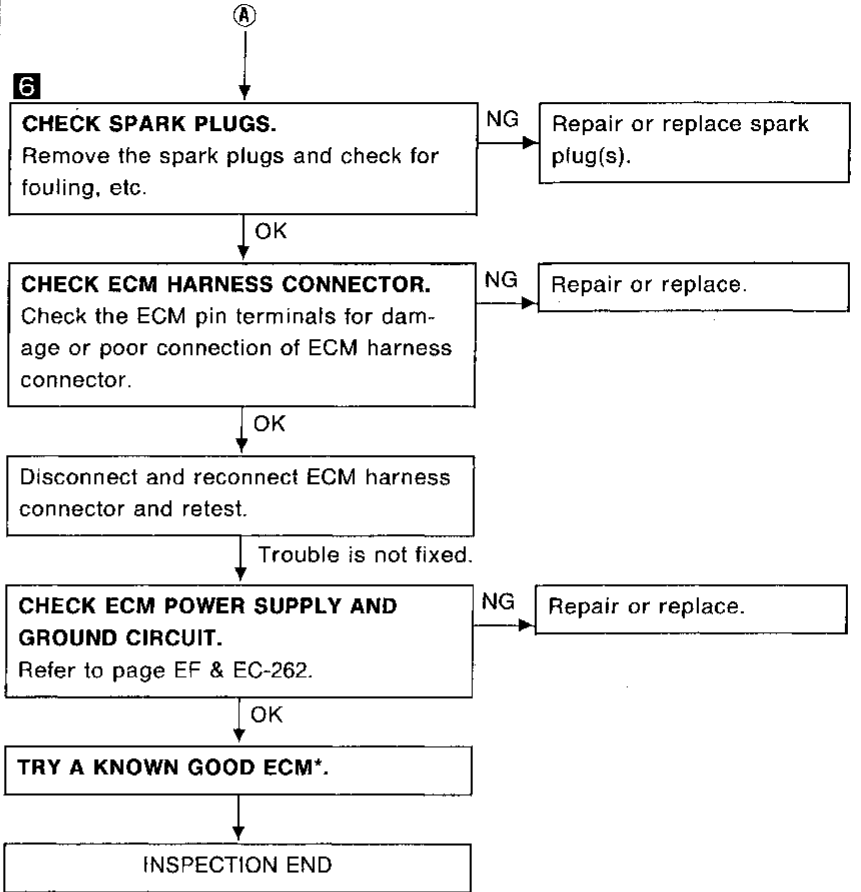 A
6
CHECK SPARK PLUGS.
Remove the spark plugs and check for
fouling, etc.
NG
Repair or replace spark
plug(s).
OK
CHECK ECM HARNESS CONNECTOR.
Check the ECM pin terminals for dam-
age or poor connection of ECM harness
connector.
NG
Repair or replace.
OK
Disconnect and reconnect ECM harness
connector and retest.
Trouble is not fixed.
CHECK ECM POWER SUPPLY AND
GROUND CIRCUIT.
Refer to page EF & EC-262.
NG
Repair or replace.
OK
TRY A KNOWN GOOD ECM*.
INSPECTION END